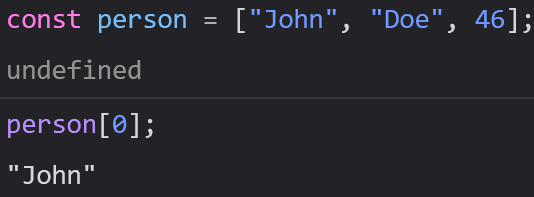 const person = ["John", "Doe", 46];
undefined
person[0];
"John"